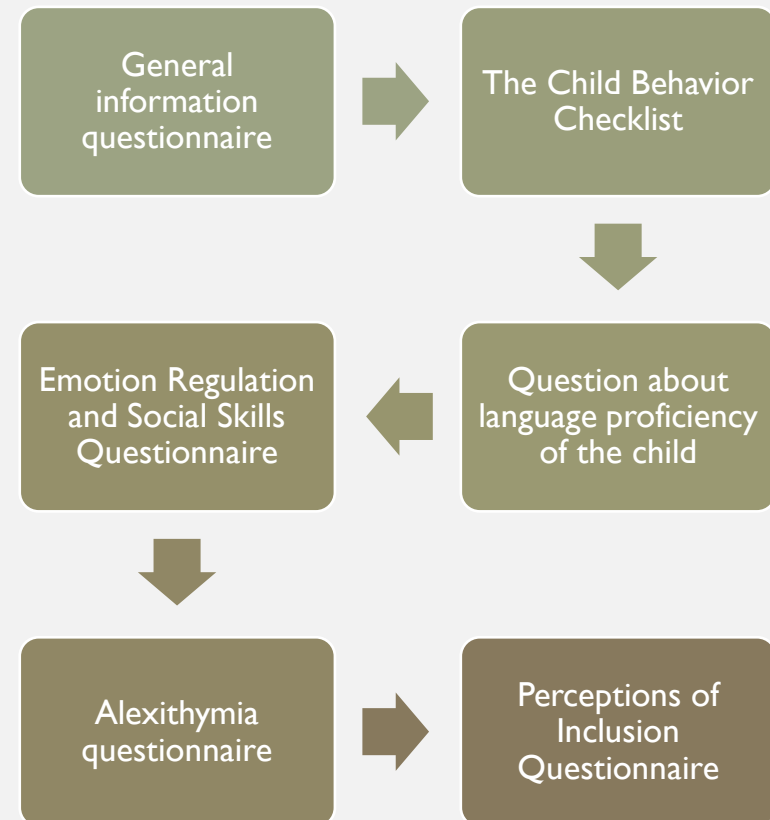 General
information
questionnaire
The Child Behavior
Checklist
Question about
language proficiency
of the child
Emotion Regulation
and Social Skills
Questionnaire
Alexithymia
questionnaire
Perceptions of
Inclusion
Questionnaire